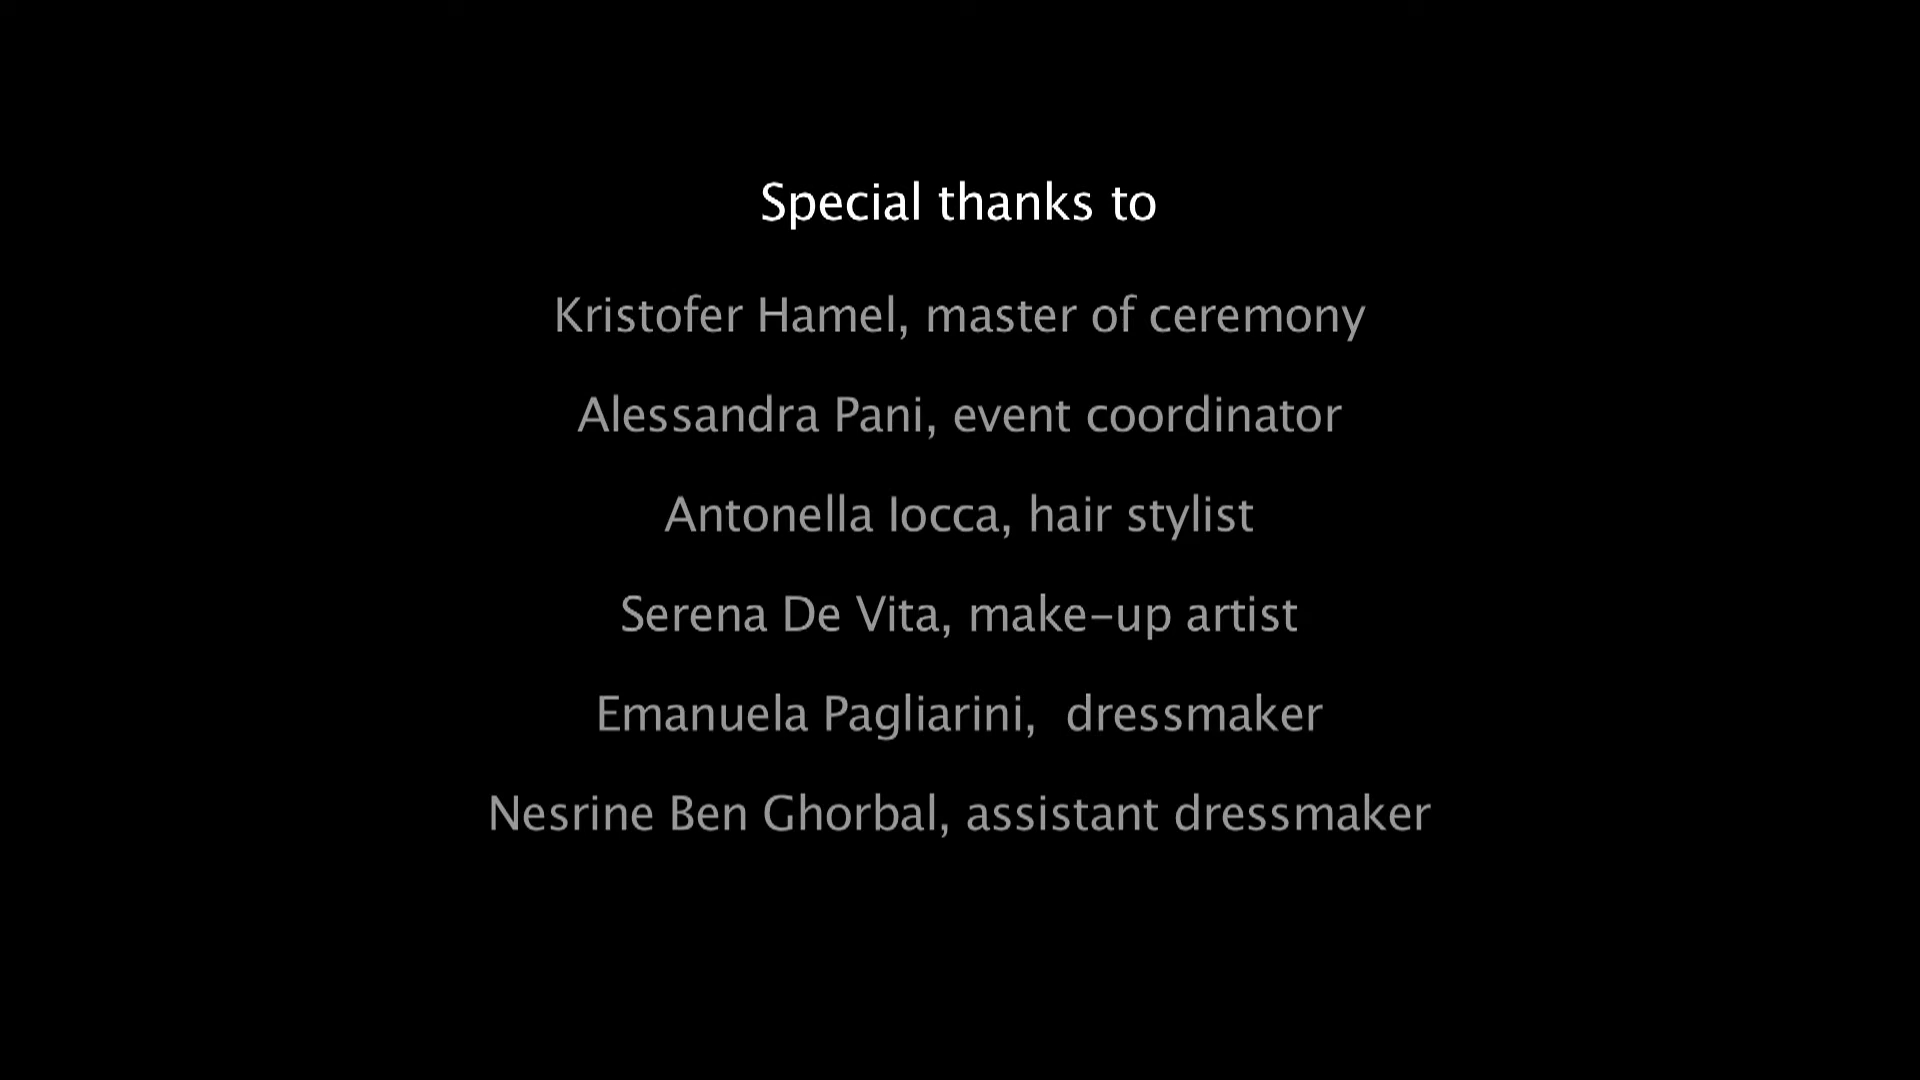 Special thanks to
Kristofer Hamel, master of ceremony
Alessandra Pani, event coordinator
Antonella Iocca, hair stylist
Serena De Vita, make-up artist
Emanuela Pagliarini,  dressmaker
Nesrine Ben Ghorbal, assistant dressmaker